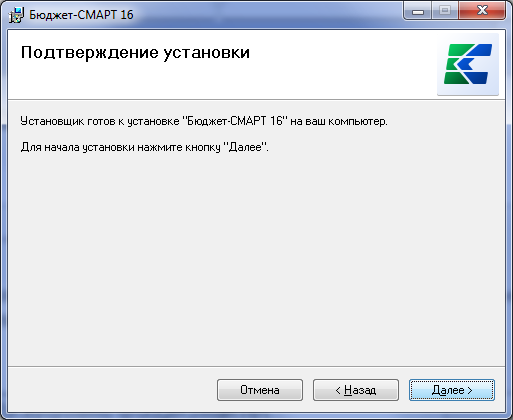 Бюджет-СМАРТ 16
Подтверждение установки
Установщик готов к установке "Бюджет-СМАРТ 16" на ваш компьютер.
Для начала установки нажмите кнопку "Далее".
Отмена
< Назад
Далее >